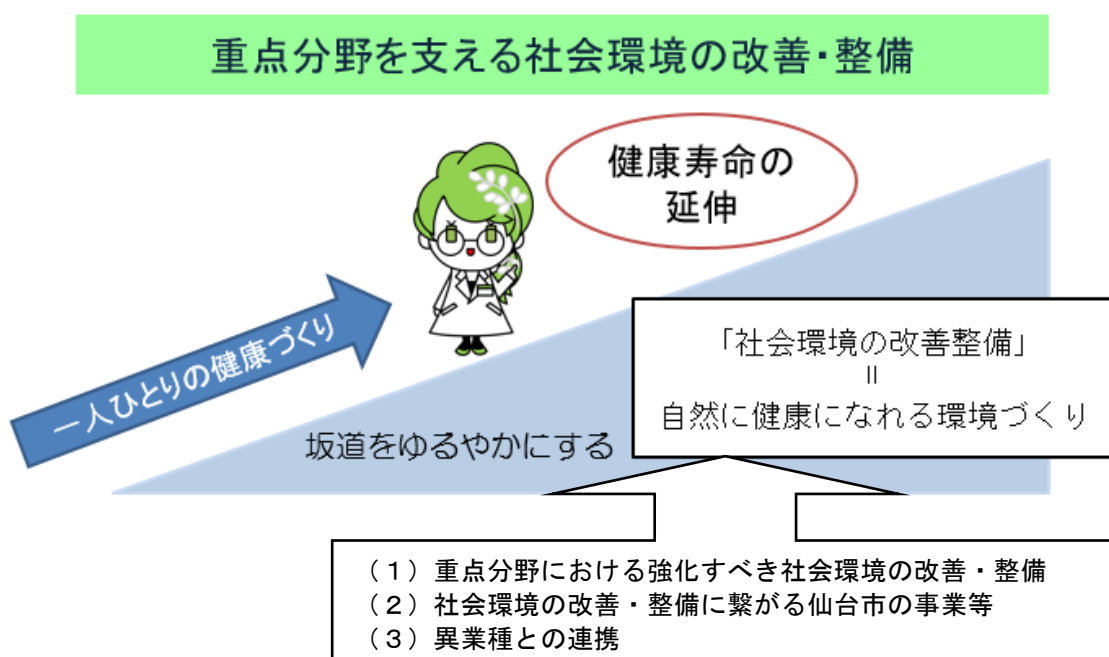 重点分野を支える社会環境の改善・整備
健康寿命の
延伸
一人ひとりの健康づくり
「社会環境の改善整備」
＝
自然に健康になれる環境づくり
坂道をゆるやかにする
（１）重点分野における強化すべき社会環境の改善・整備
（２）社会環境の改善・整備に繋がる仙台市の事業等
（３）異業種との連携